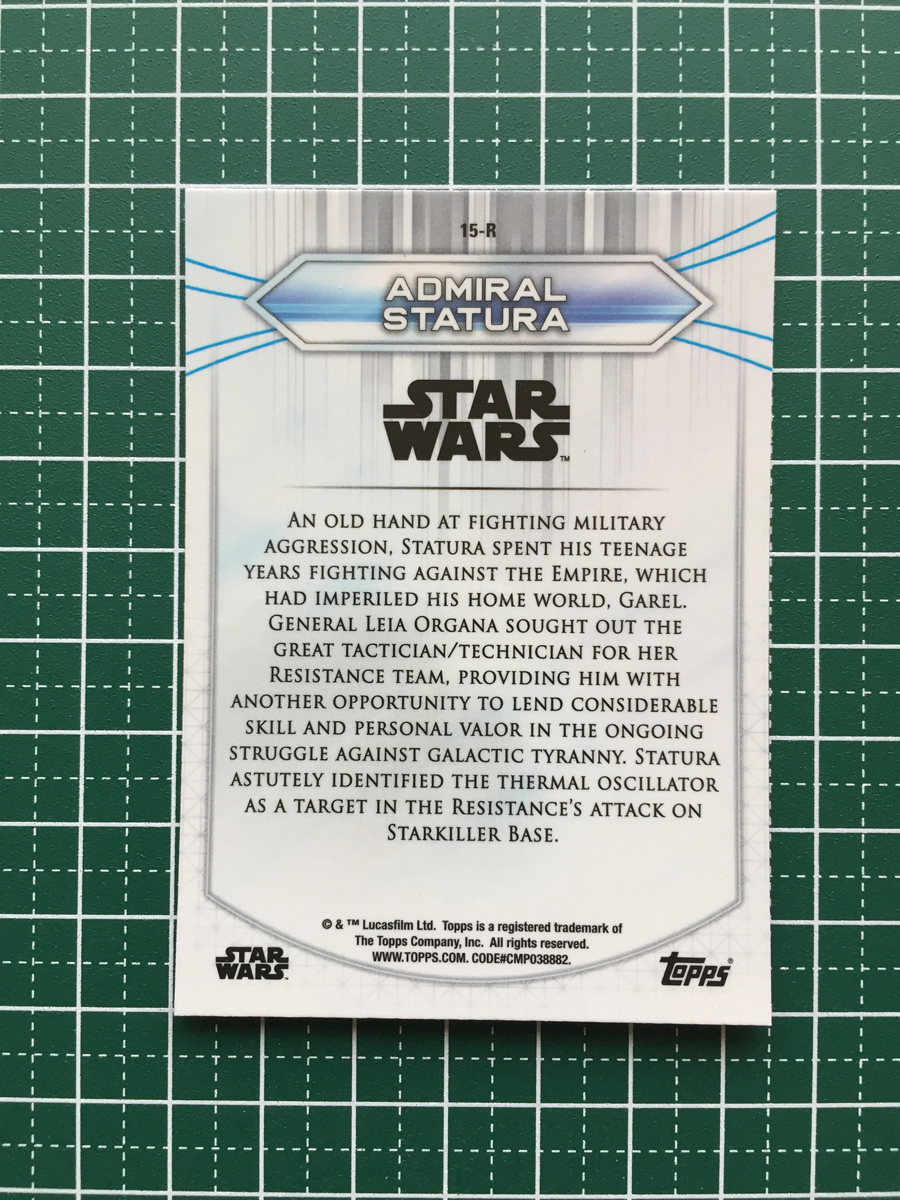 15-R
ADMIRAL
STATURA
STAR
WARS™
An old hand at fighting military
aggression, Statura spent his teenage
years fighting against the Empire, which
had imperiled his home world, Garel.
General Leia Organa sought out the
great tactician/technician for her
Resistance team, providing him with
another opportunity to lend considerable
skill and personal valor in the ongoing
struggle against galactic tyranny. Statura
astutely identified the thermal oscillator
as a target in the Resistance's attack on
Starkiller Base.
© & ™ Lucasfilm Ltd. Topps is a registered trademark of
The Topps Company, Inc. All rights reserved.
WWW.TOPPS.COM. CODE#CMP038882.
STAR
WARS™
topps®